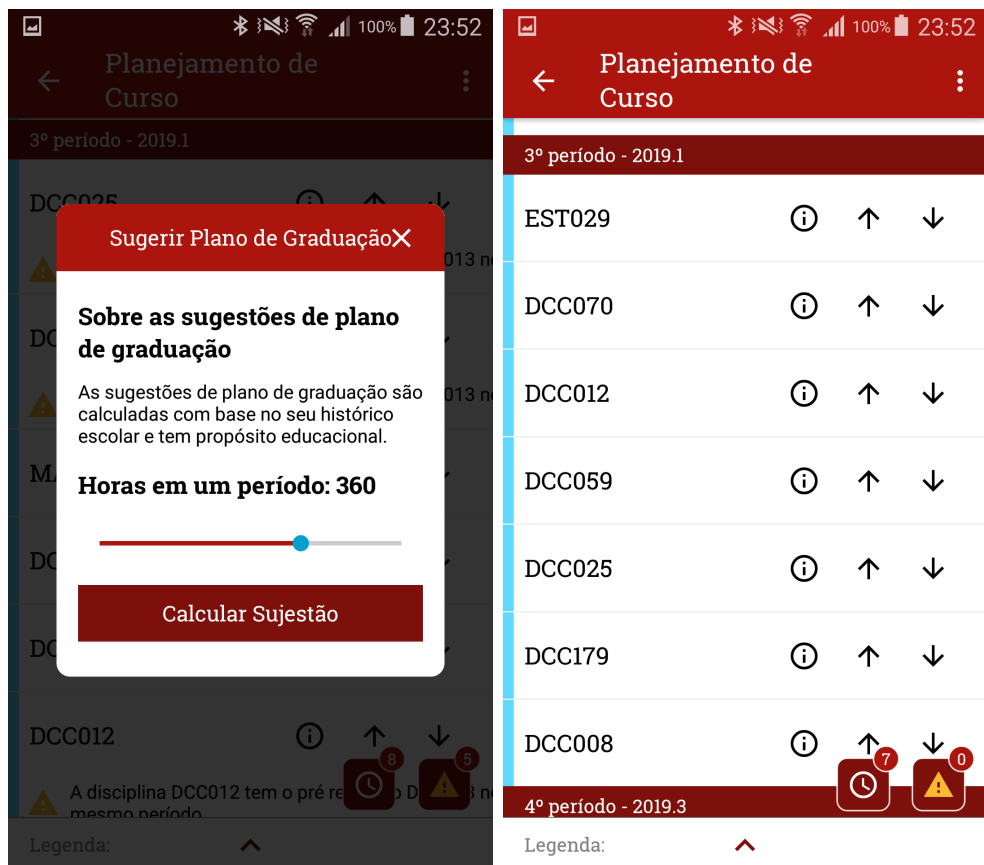 100% 23:52
Planejamento de
Curso
3º período - 2019.1
DCC025
013 n
Sugerir Plano de Graduação
Sobre as sugestões de plano
de graduação
As sugestões de plano de graduação são
calculadas com base no seu histórico
escolar e tem propósito educacional.
013 n
Horas em um período: 360
Calcular Sujestão
DCC012
8
5
A disciplina DCC012 tem o pré re
mesmo período
Legenda:
100% 23:52
Planejamento de
Curso
3º período - 2019.1
EST029
DCC070
DCC012
DCC059
DCC025
DCC179
DCC008
7
0
4º período - 2019.3
Legenda: